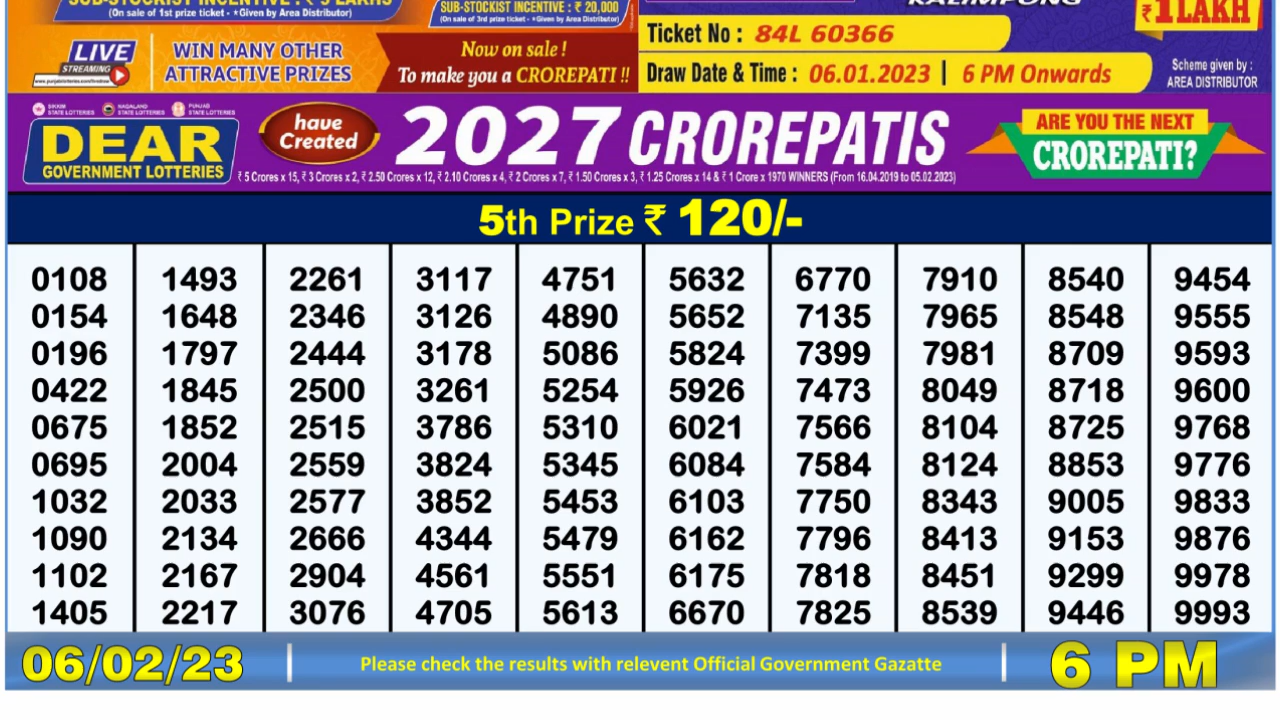 SUB-STOCKIST INCENTIVE : ₹ 5 LAKHS
(On sale of 1st prize ticket - *Given by Area Distributor)
SUB-STOCKIST INCENTIVE : ₹ 20,000
(On sale of 3rd prize ticket - *Given by Area Distributor)
KALIMPONG
₹1LAKH
LIVE
STREAMING
WIN MANY OTHER
ATTRACTIVE PRIZES
Now on sale !
To make you a CROREPATI !!
Ticket No : 84L 60366
Draw Date & Time : 06.01.2023 | 6 PM Onwards
Scheme given by :
AREA DISTRIBUTOR
SIKKIM STATE LOTTERIES
NAGALAND STATE LOTTERIES
PUNJAB STATE LOTTERIES
DEAR
GOVERNMENT LOTTERIES
have
Created
2027 CROREPATIS
₹ 5 Crores x 15, ₹ 3 Crores x 2, ₹ 2.50 Crores x 12, ₹ 2.10 Crores x 4, ₹ 2 Crores x 7, ₹ 1.50 Crores x 3, ₹ 1.25 Crores x 14 & ₹ 1 Crore x 1970 WINNERS (From 16.04.2019 to 05.02.2023)
ARE YOU THE NEXT
CROREPATI?
5th Prize ₹ 120/-
0108 1493 2261 3117 4751 5632 6770 7910 8540 9454
0154 1648 2346 3126 4890 5652 7135 7965 8548 9555
0196 1797 2444 3178 5086 5824 7399 7981 8709 9593
0422 1845 2500 3261 5254 5926 7473 8049 8718 9600
0675 1852 2515 3786 5310 6021 7566 8104 8725 9768
0695 2004 2559 3824 5345 6084 7584 8124 8853 9776
1032 2033 2577 3852 5453 6103 7750 8343 9005 9833
1090 2134 2666 4344 5479 6162 7796 8413 9153 9876
1102 2167 2904 4561 5551 6175 7818 8451 9299 9978
1405 2217 3076 4705 5613 6670 7825 8539 9446 9993
06/02/23 | Please check the results with relevent Official Government Gazatte | 6 PM